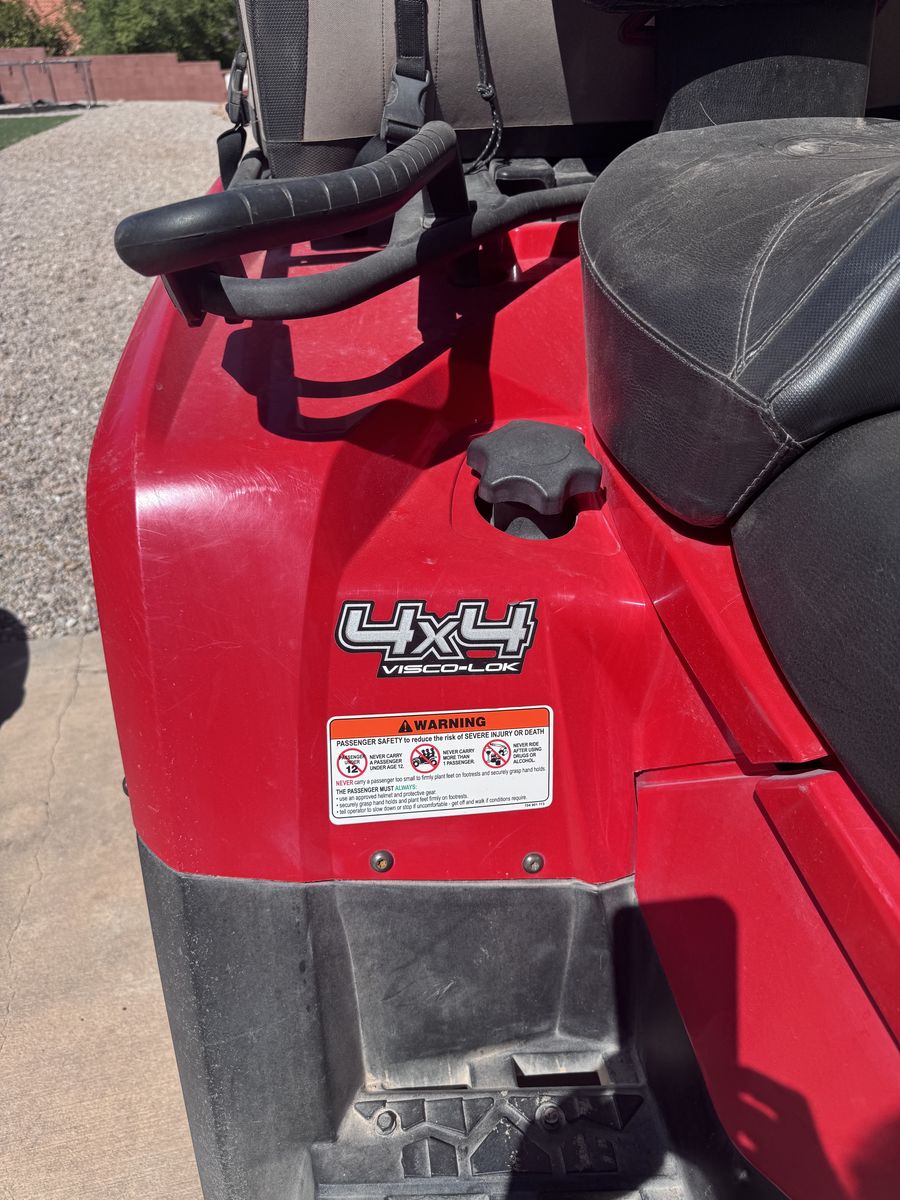 4x4
VISCO-LOK
WARNING
PASSENGER SAFETY to reduce the risk of SEVERE INJURY OR DEATH
PASSENGER
UNDER
12
NEVER CARRY
A PASSENGER
UNDER AGE 12.
NEVER CARRY
MORE THAN
1 PASSENGER.
NEVER RIDE
AFTER USING
DRUGS OR
ALCOHOL.
NEVER carry a passenger too small to firmly plant feet on footrests and securely grasp hand holds.
THE PASSENGER MUST ALWAYS:
• use an approved helmet and protective gear.
• securely grasp hand holds and plant feet firmly on footrests.
• tell operator to slow down or stop if uncomfortable - get off and walk if conditions require.